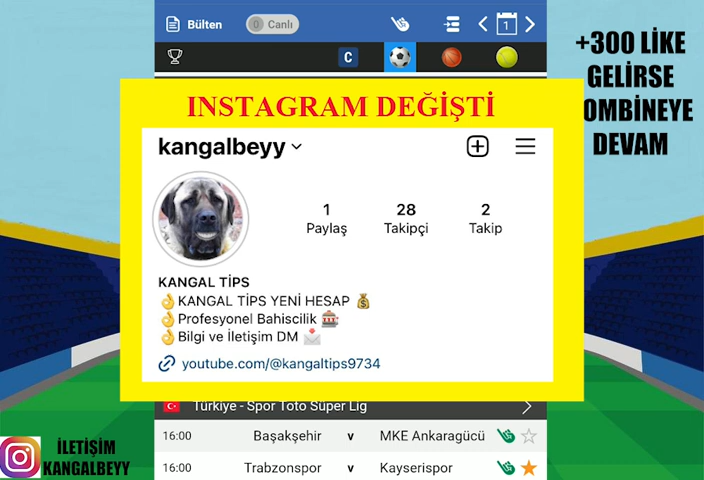 Bülten
0 Canlı
1
C
+300 LİKE
GELİRSE
OMBİNEYE
DEVAM
INSTAGRAM DEĞİŞTİ
kangalbeyy
1 28 2
Paylaş Takipçi Takip
KANGAL TİPS
👌KANGAL TİPS YENİ HESAP 💰
👌Profesyonel Bahiscilik 🎰
👌Bilgi ve İletişim DM 📩
youtube.com/@kangaltips9734
Türkiye - Spor Toto Süper Lig
16:00 Başakşehir v MKE Ankaragücü
16:00 Trabzonspor v Kayserispor
İLETİŞİM
KANGALBEYY